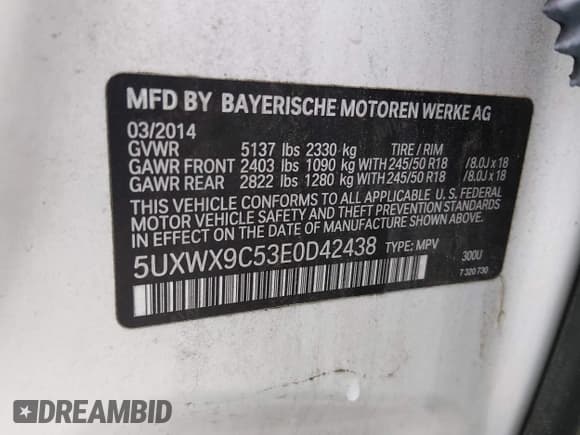 MFD BY BAYERISCHE MOTOREN WERKE AG
03/2014
GVWR 5137 lbs 2330 kg TIRE / RIM
GAWR FRONT 2403 lbs 1090 kg WITH 245/50 R18 /8.0J x 18
GAWR REAR 2822 lbs 1280 kg WITH 245/50 R18 /8.0J x 18
THIS VEHICLE CONFORMS TO ALL APPLICABLE U. S. FEDERAL
MOTOR VEHICLE SAFETY AND THEFT PREVENTION STANDARDS
IN EFFECT ON THE DATE OF MANUFACTURE SHOWN ABOVE.
5UXWX9C53E0D42438 TYPE: MPV 300U
7 320 730
DREAMBID